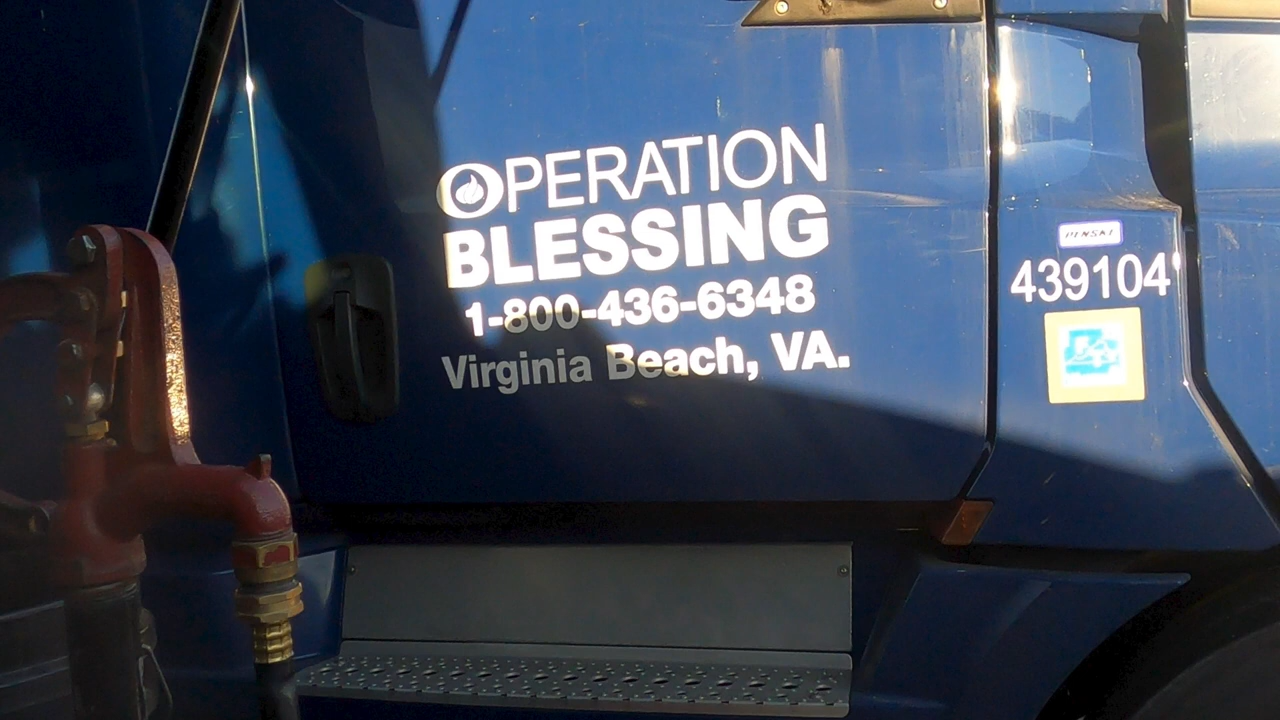 OPERATION
BLESSING
1-800-436-6348
Virginia Beach, VA.
PENSKE
439104